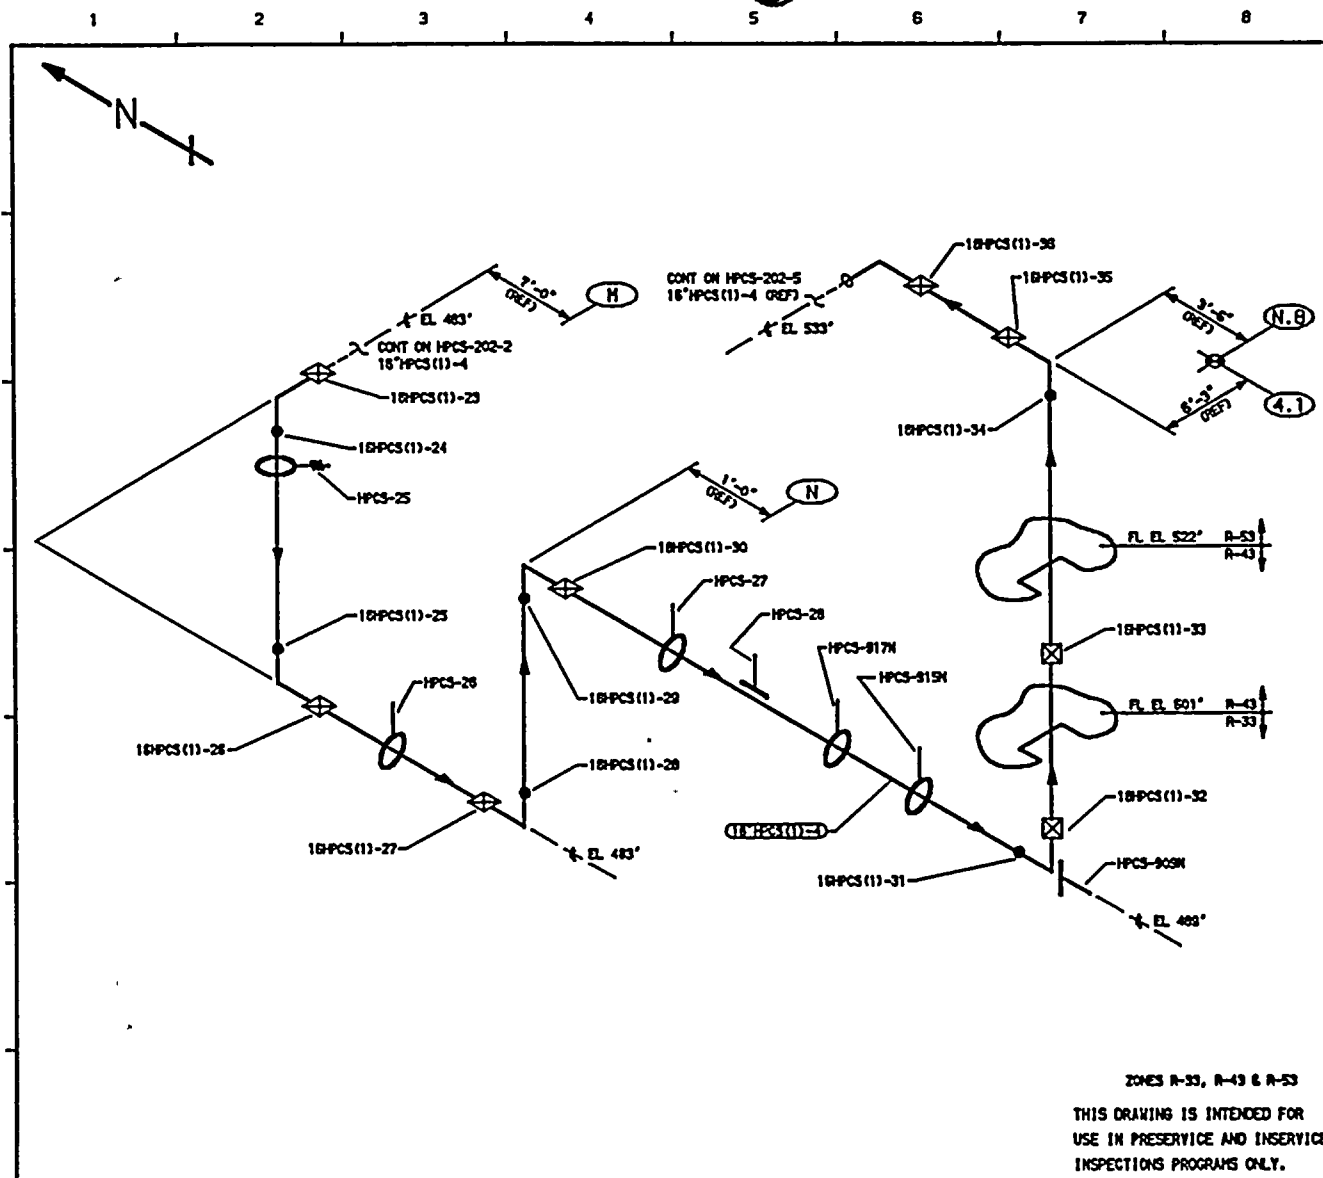 1 2 3 4 5 6 7 8
N
7'-0"
(REF)
M
EL 483'
CONT ON HPCS-202-2
16"HPCS(1)-4
16HPCS(1)-23
16HPCS(1)-24
HPCS-25
16HPCS(1)-25
16HPCS(1)-26
HPCS-26
16HPCS(1)-27
EL 483'
16HPCS(1)-28
16HPCS(1)-29
1'-0"
(REF)
N
16HPCS(1)-30
HPCS-27
HPCS-28
HPCS-917N
HPCS-915N
16"HPCS(1)-4
16HPCS(1)-31
HPCS-909N
16HPCS(1)-32
FL EL 501' R-43
R-33
16HPCS(1)-33
FL EL 522' R-53
R-43
16HPCS(1)-34
16HPCS(1)-35
16HPCS(1)-36
CONT ON HPCS-202-5
16"HPCS(1)-4 (REF)
EL 533'
3'-6"
(REF)
N.8
6'-3"
(REF)
4.1
ZONES R-33, R-43 & R-53
THIS DRAWING IS INTENDED FOR
USE IN PRESERVICE AND INSERVICE
INSPECTIONS PROGRAMS ONLY.